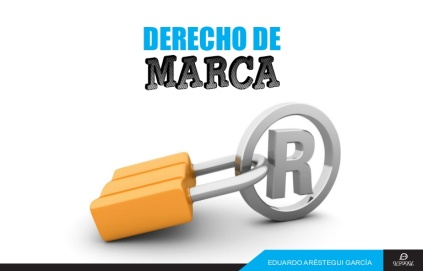 DERECHO DE
MARCA
R
EDUARDO ARÉSTEGUI GARCÍA